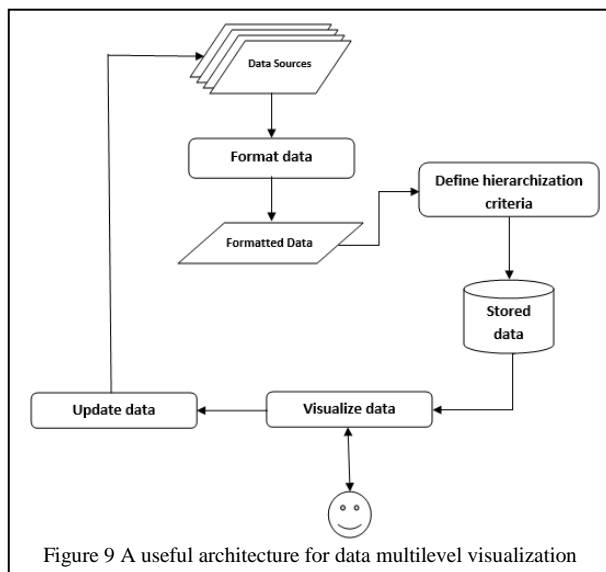 Data Sources
Format data
Formatted Data
Define hierarchization
criteria
Stored
data
Visualize data
Update data
Figure 9 A useful architecture for data multilevel visualization